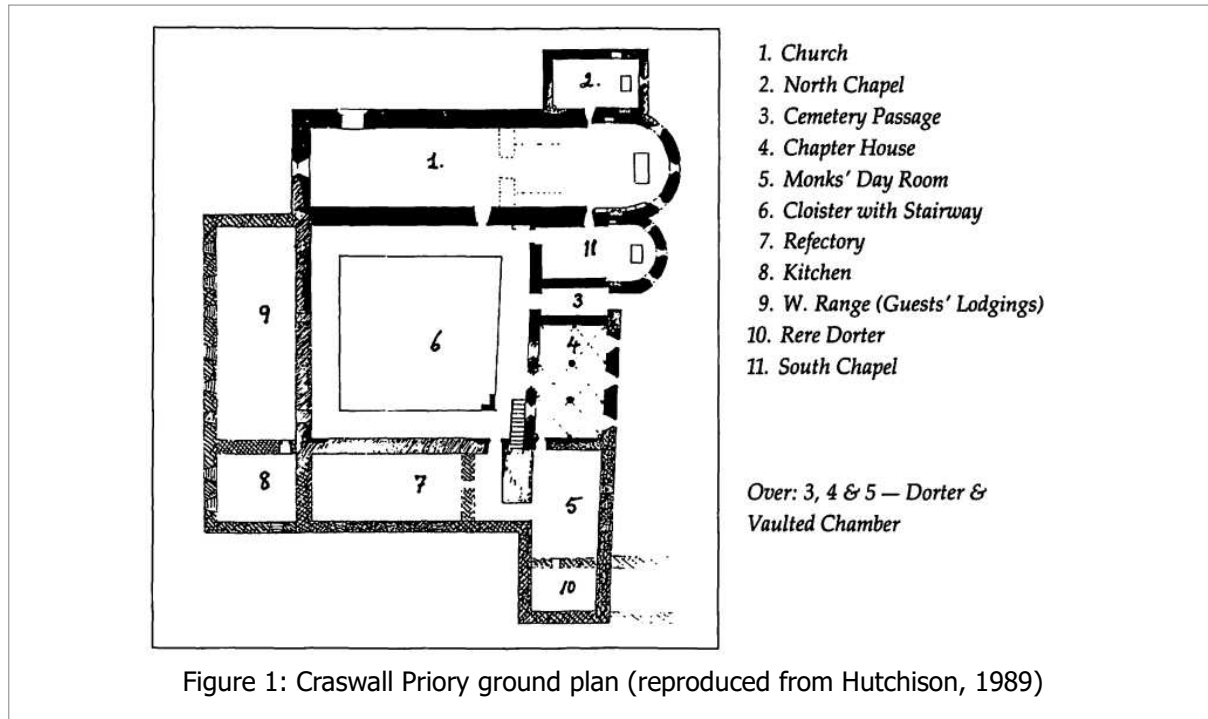 2.
1.
11
3
9
6
4
8
7
5
10
1. Church
2. North Chapel
3. Cemetery Passage
4. Chapter House
5. Monks' Day Room
6. Cloister with Stairway
7. Refectory
8. Kitchen
9. W. Range (Guests' Lodgings)
10. Rere Dorter
11. South Chapel
Over: 3, 4 & 5 — Dorter &
Vaulted Chamber
Figure 1: Craswall Priory ground plan (reproduced from Hutchison, 1989)